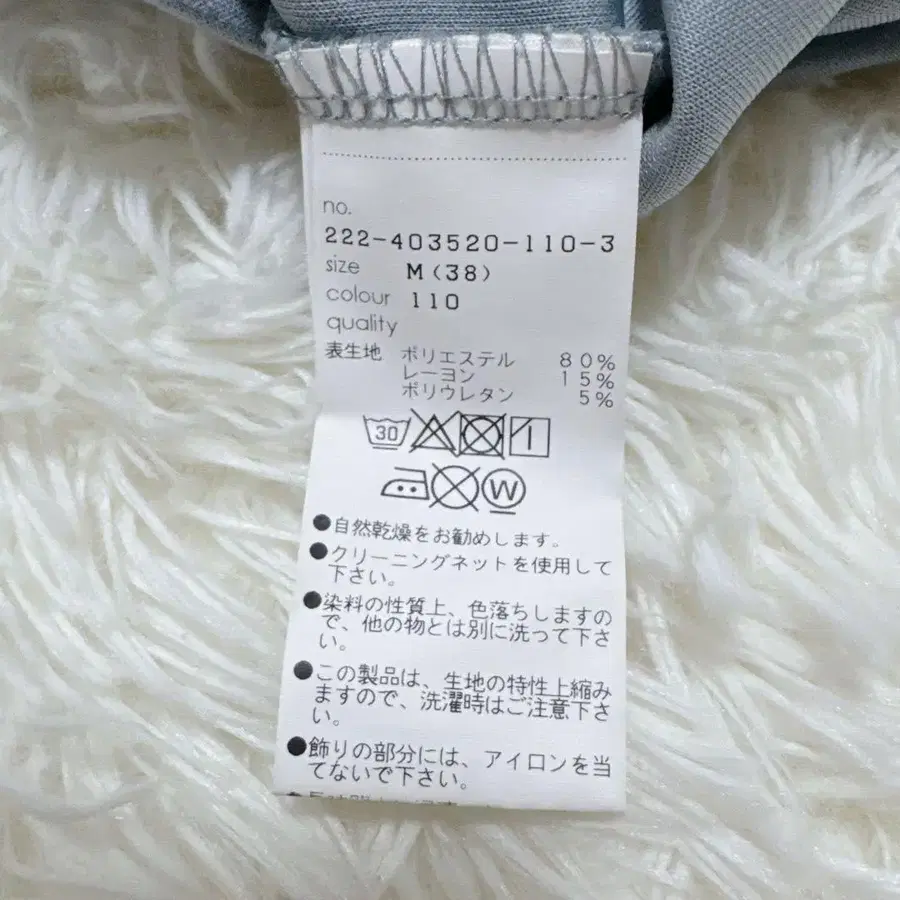 no.
222-403520-110-3
size M(38)
colour 110
quality
表生地 ポリエステル 80%
レーヨン 15%
ポリウレタン 5%
30
W
●自然乾燥をお勧めします。
●クリーニングネットを使用して
下さい。
●染料の性質上、色落ちしますの
で、他の物とは別に洗って下さ
い。
●この製品は、生地の特性上縮み
ますので、洗濯時はご注意下さ
い。
●飾りの部分には、アイロンを当
てないで下さい。